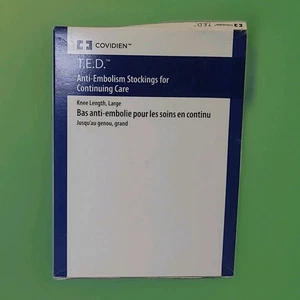 COVIDIEN™
T.E.D.™
Anti-Embolism Stockings for
Continuing Care
Knee Length, Large
Bas anti-embolie pour les soins en continu
Jusqu'au genou, grand